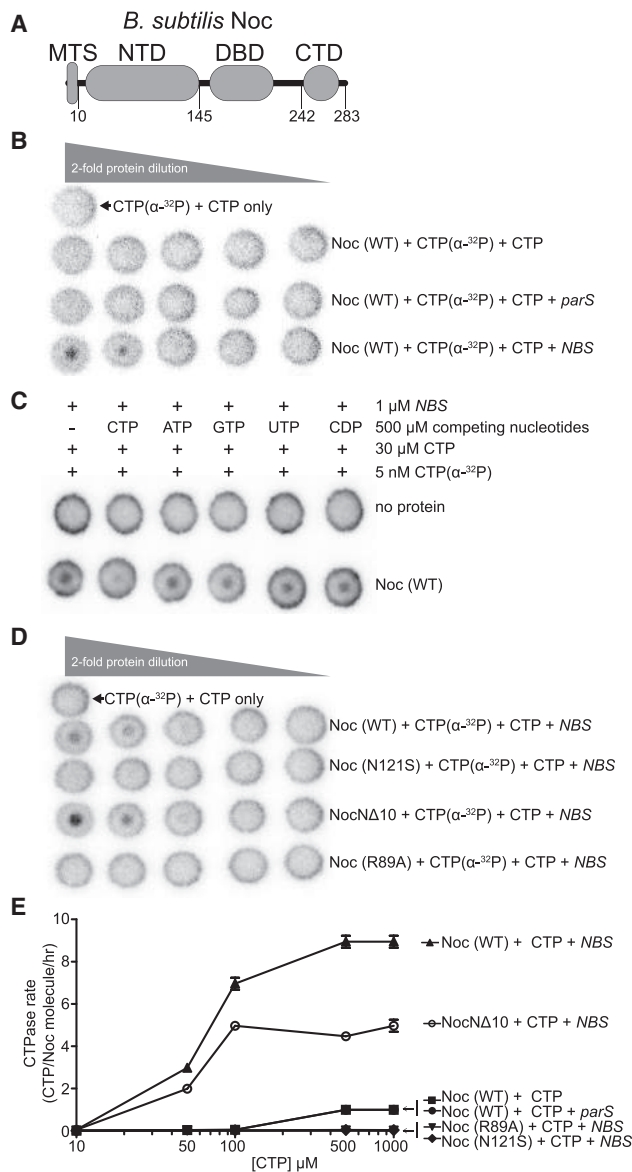 A
B. subtilis Noc
MTS NTD DBD CTD
10 145 242 283
B
2-fold protein dilution
CTP(α-³²P) + CTP only
Noc (WT) + CTP(α-³²P) + CTP
Noc (WT) + CTP(α-³²P) + CTP + parS
Noc (WT) + CTP(α-³²P) + CTP + NBS
C
+ + + + + + 1 μM NBS
- CTP ATP GTP UTP CDP 500 μM competing nucleotides
+ + + + + + 30 μM CTP
+ + + + + + 5 nM CTP(α-³²P)
no protein
Noc (WT)
D
2-fold protein dilution
CTP(α-³²P) + CTP only
Noc (WT) + CTP(α-³²P) + CTP + NBS
Noc (N121S) + CTP(α-³²P) + CTP + NBS
NocNΔ10 + CTP(α-³²P) + CTP + NBS
Noc (R89A) + CTP(α-³²P) + CTP + NBS
E
CTPase rate
(CTP/Noc molecule/hr)
10
8
6
4
2
0
10 50 100 500 1000
[CTP] μM
Noc (WT) + CTP + NBS
NocNΔ10 + CTP + NBS
Noc (WT) + CTP
Noc (WT) + CTP + parS
Noc (R89A) + CTP + NBS
Noc (N121S) + CTP + NBS